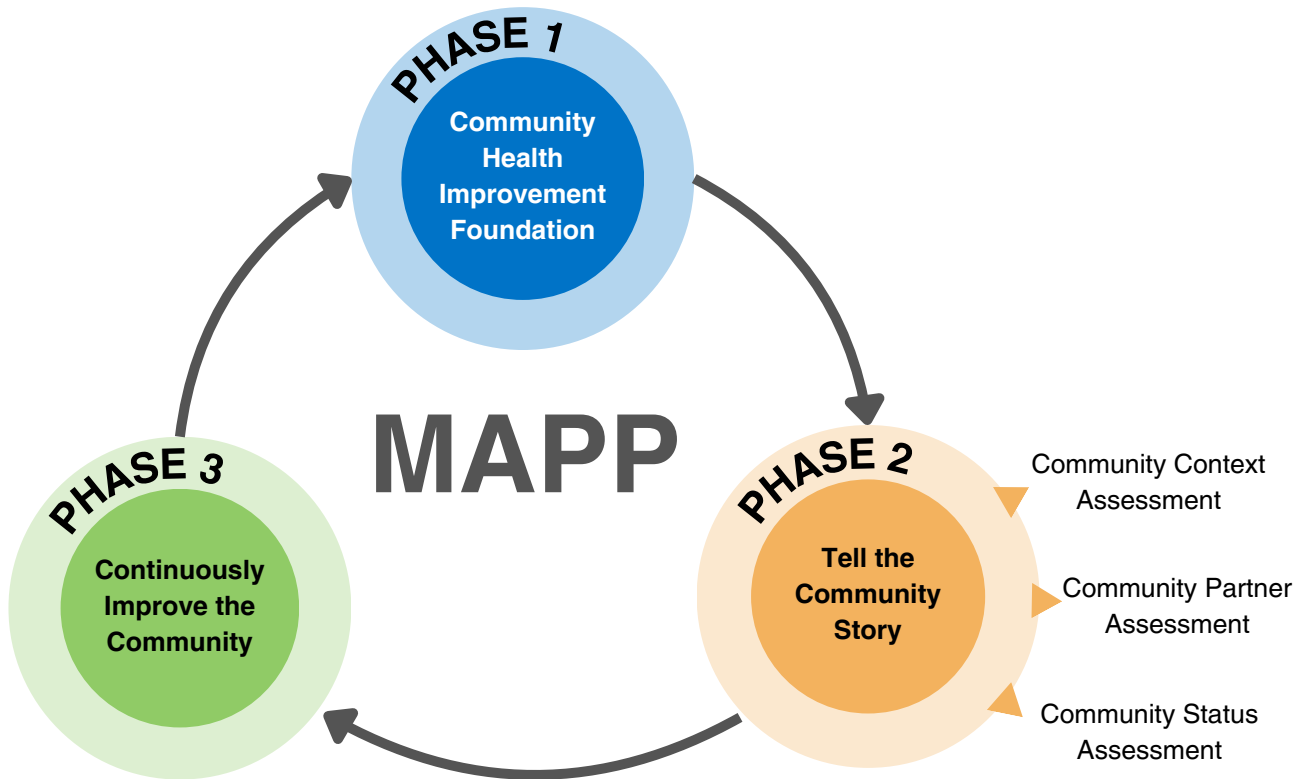 PHASE 1
Community
Health
Improvement
Foundation
MAPP
PHASE 2
Tell the
Community
Story
Community Context
Assessment
Community Partner
Assessment
Community Status
Assessment
PHASE 3
Continuously
Improve the
Community